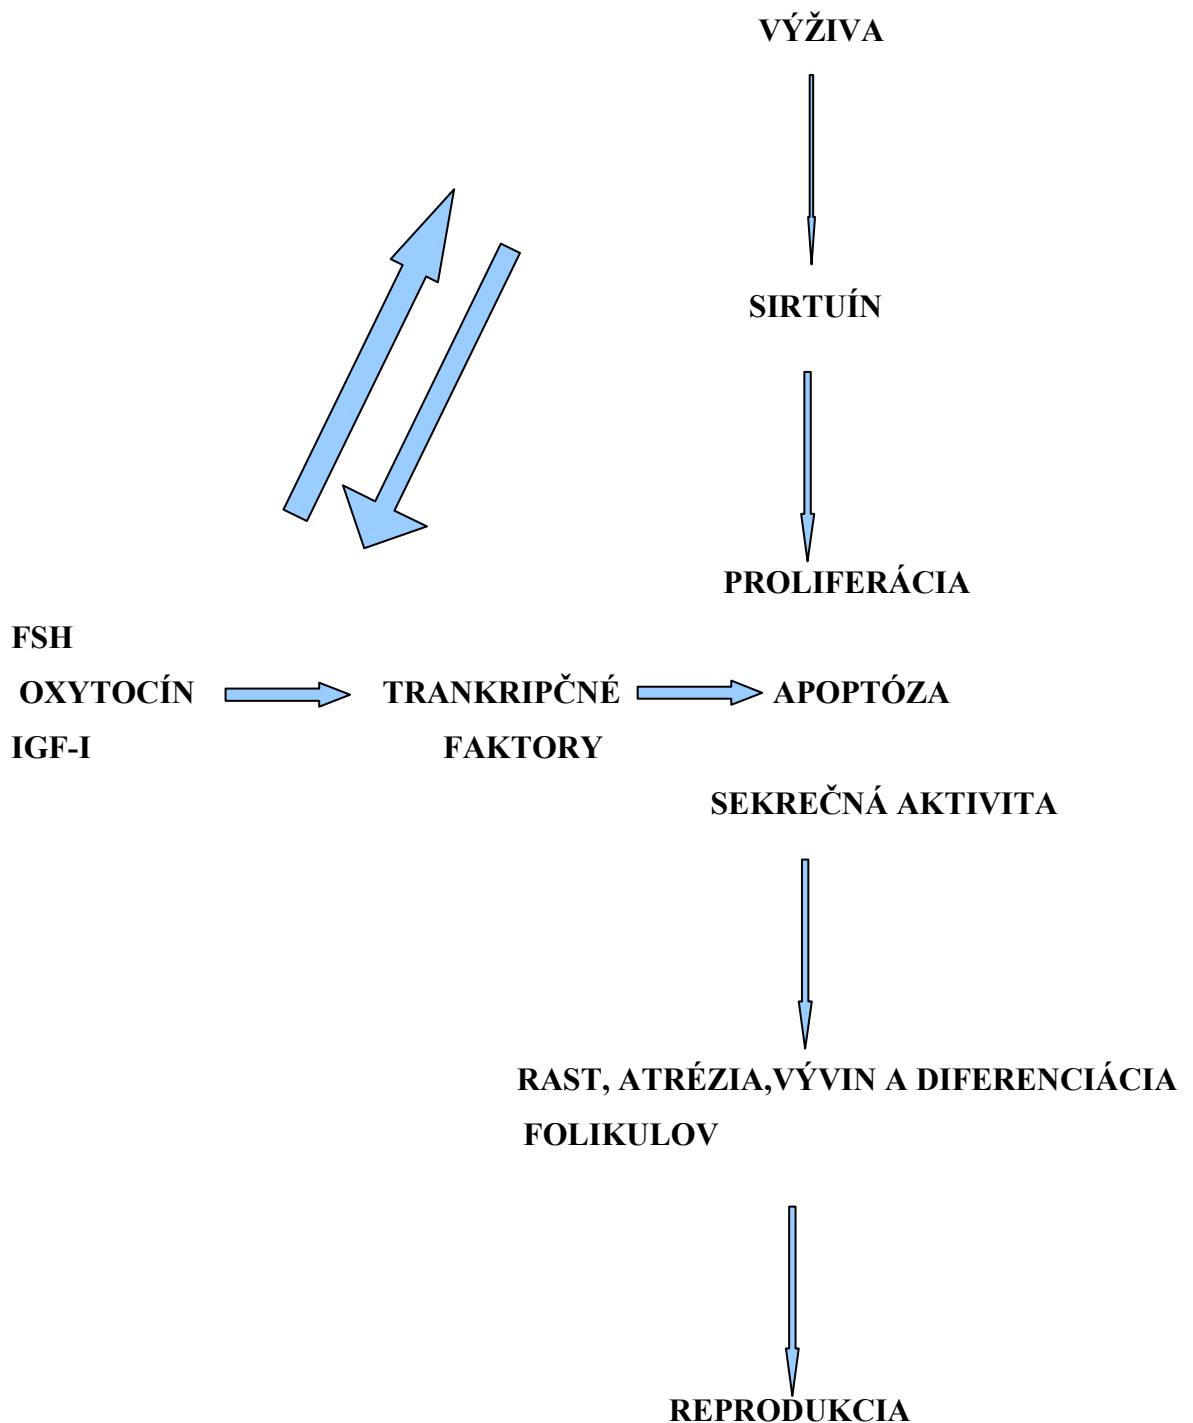 VÝŽIVA
SIRTUÍN
PROLIFERÁCIA
FSH
OXYTOCÍN TRANKRIPČNÉ APOPTÓZA
IGF-I FAKTORY
SEKREČNÁ AKTIVITA
RAST, ATRÉZIA,VÝVIN A DIFERENCIÁCIA
FOLIKULOV
REPRODUKCIA